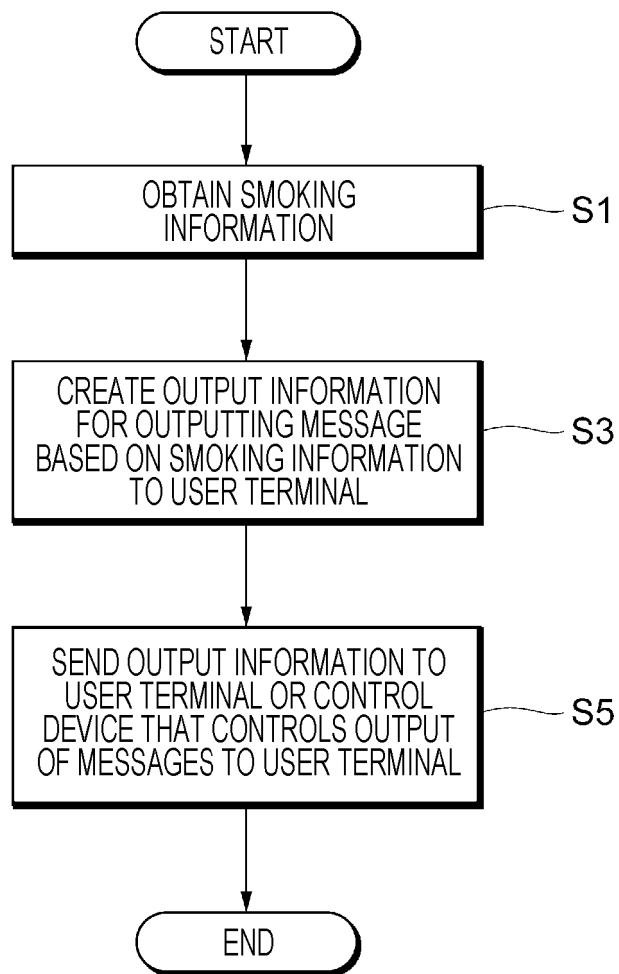 START
OBTAIN SMOKING
INFORMATION
S1
CREATE OUTPUT INFORMATION
FOR OUTPUTTING MESSAGE
BASED ON SMOKING INFORMATION
TO USER TERMINAL
S3
SEND OUTPUT INFORMATION TO
USER TERMINAL OR CONTROL
DEVICE THAT CONTROLS OUTPUT
OF MESSAGES TO USER TERMINAL
S5
END